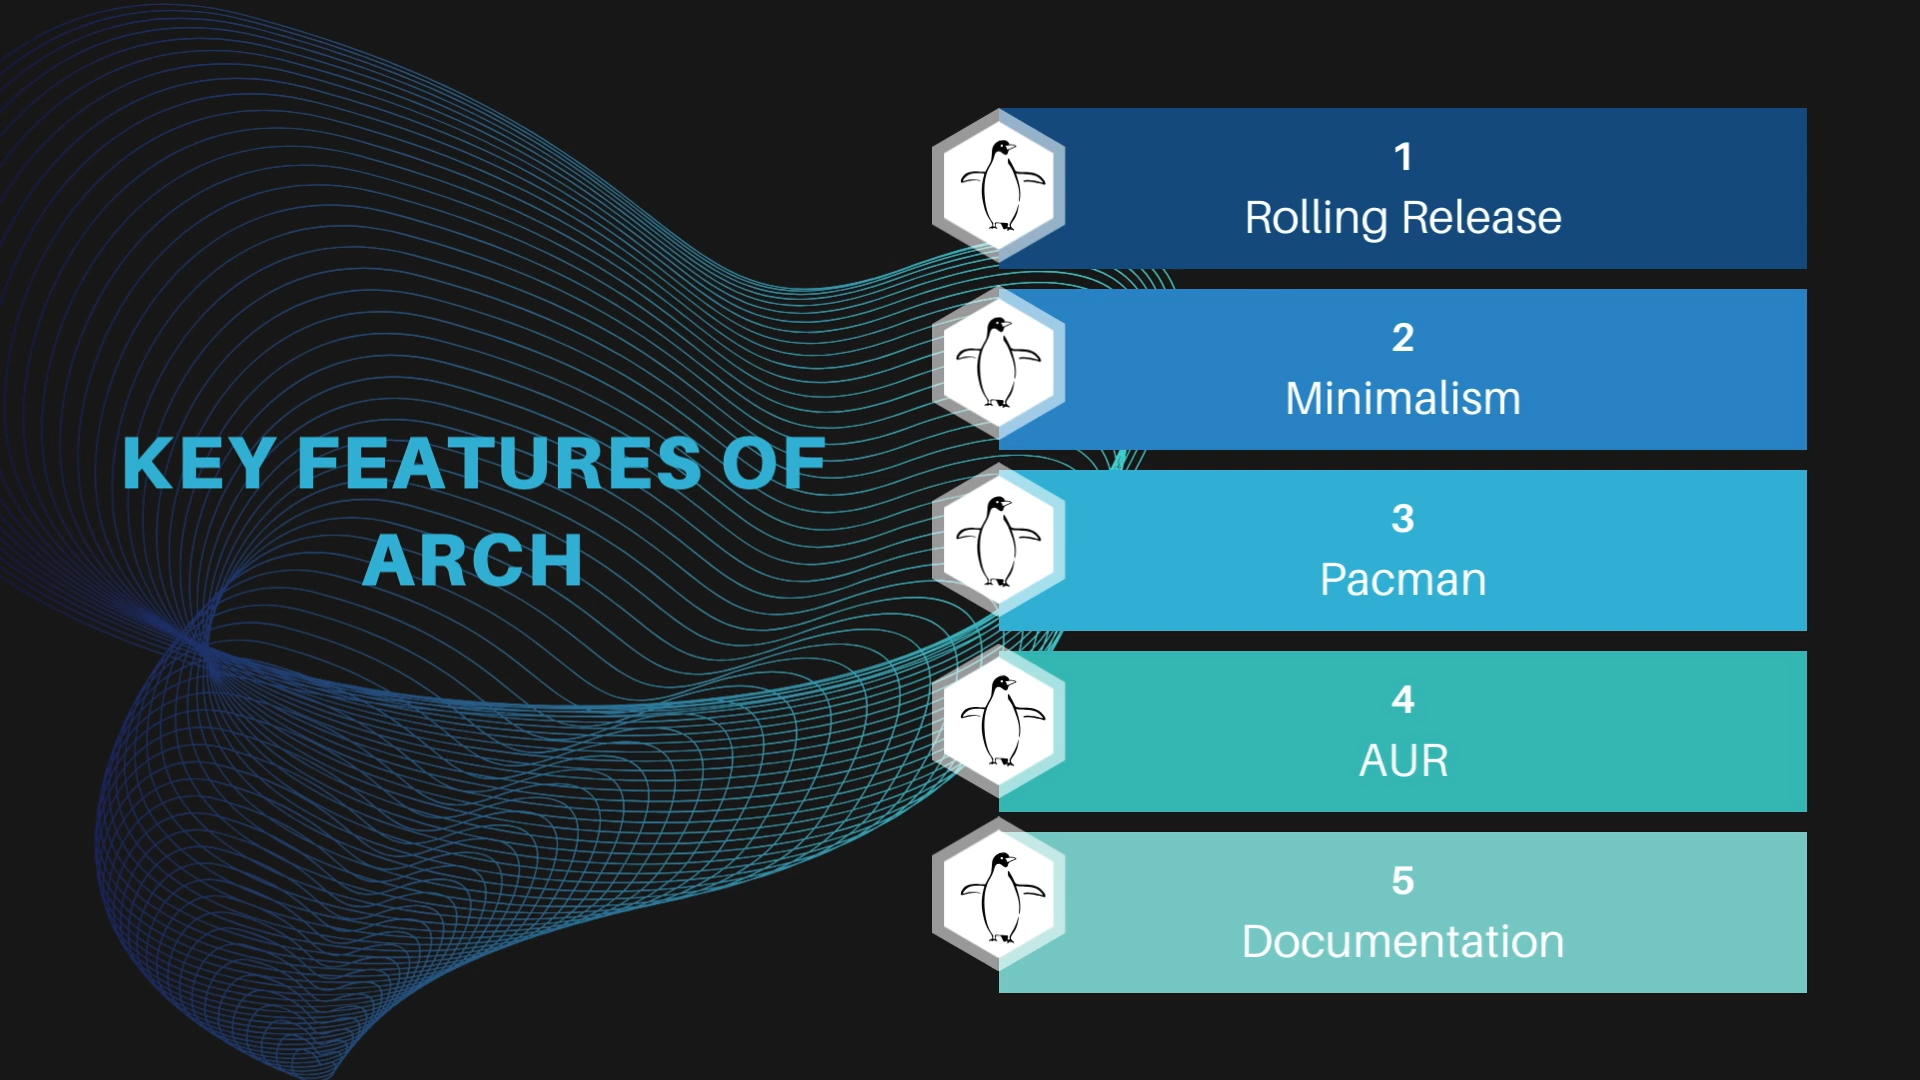 KEY FEATURES OF
ARCH
1
Rolling Release
2
Minimalism
3
Pacman
4
AUR
5
Documentation